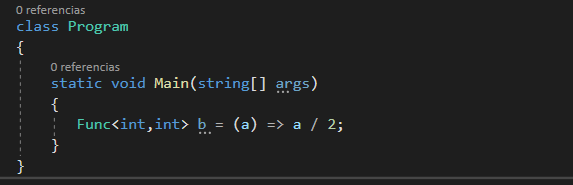 0 referencias
class Program
{
0 referencias
static void Main(string[] args)
{
Func<int,int> b = (a) => a / 2;
}
}